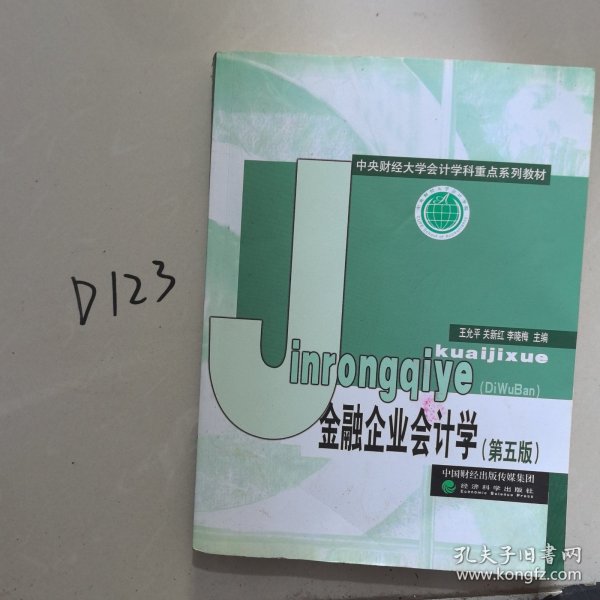 D123
中央财经大学会计学科重点系列教材
王允平 关新红 李晓梅 主编
kuaijixue
Jinrongqiye
(DiWuBan)
金融企业会计学(第五版)
中国财经出版传媒集团
经济科学出版社
Economic Science Press
孔夫子旧书网
www.kongfz.com